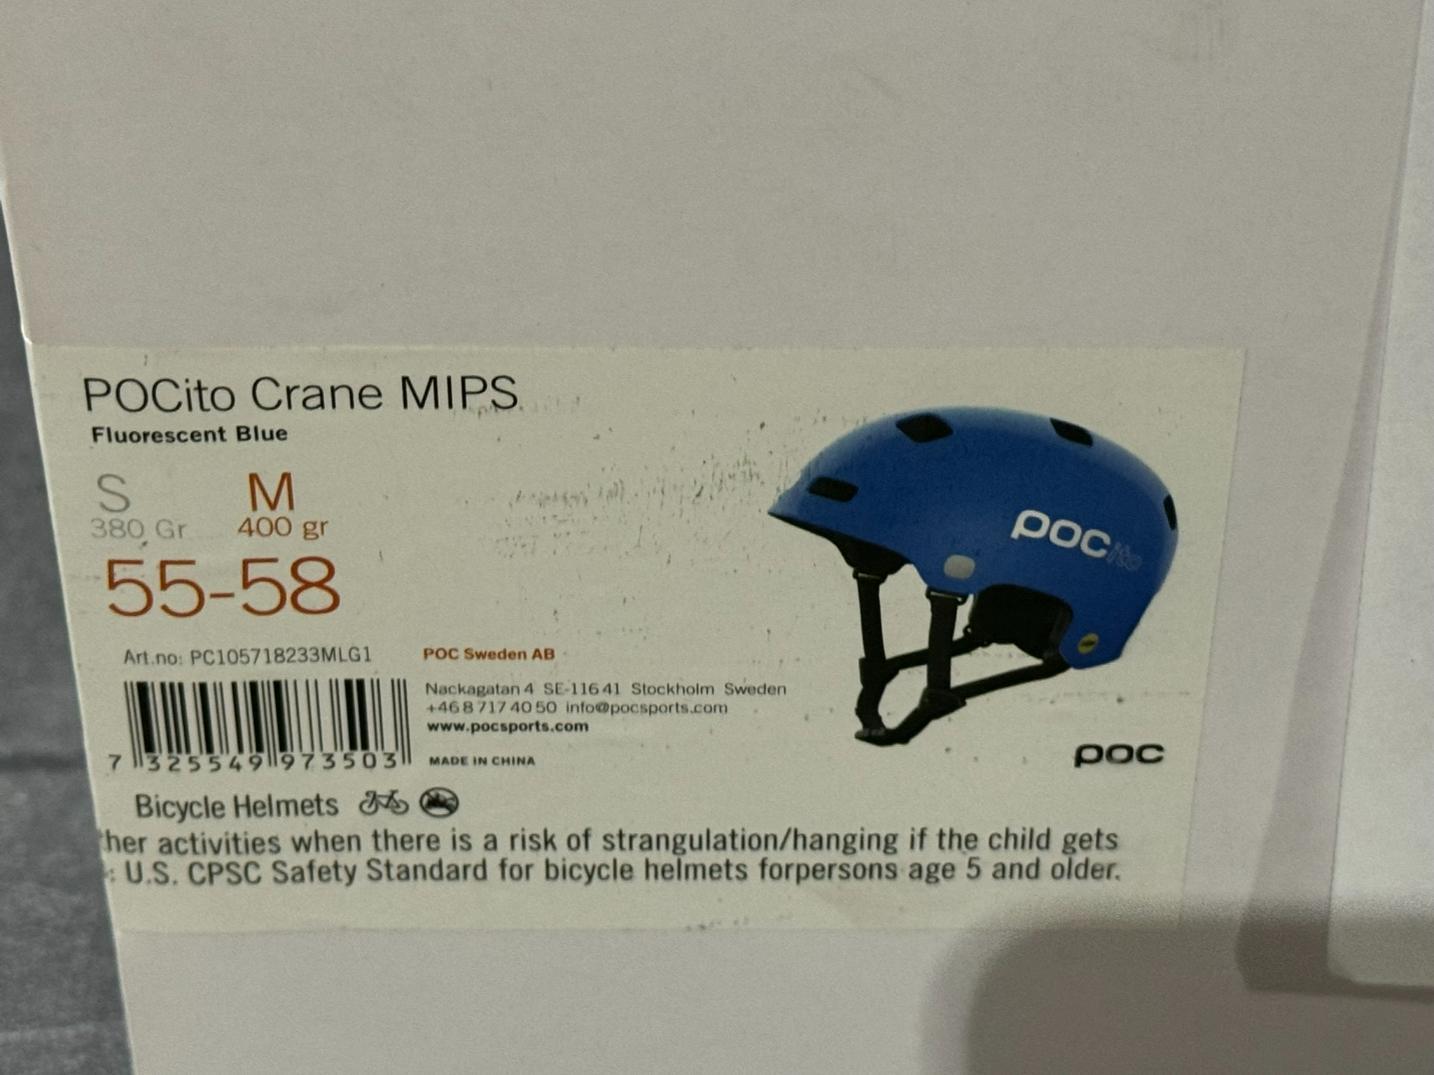 POCito Crane MIPS
Fluorescent Blue
S M
380 Gr 400 gr
55-58
Art.no: PC105718233MLG1
POC Sweden AB
Nackagatan 4 SE-116 41 Stockholm Sweden
+46 8 717 40 50 info@pocsports.com
www.pocsports.com
MADE IN CHINA
7 325549 973503
Bicycle Helmets
her activities when there is a risk of strangulation/hanging if the child gets
: U.S. CPSC Safety Standard for bicycle helmets forpersons age 5 and older.
POCito
POC